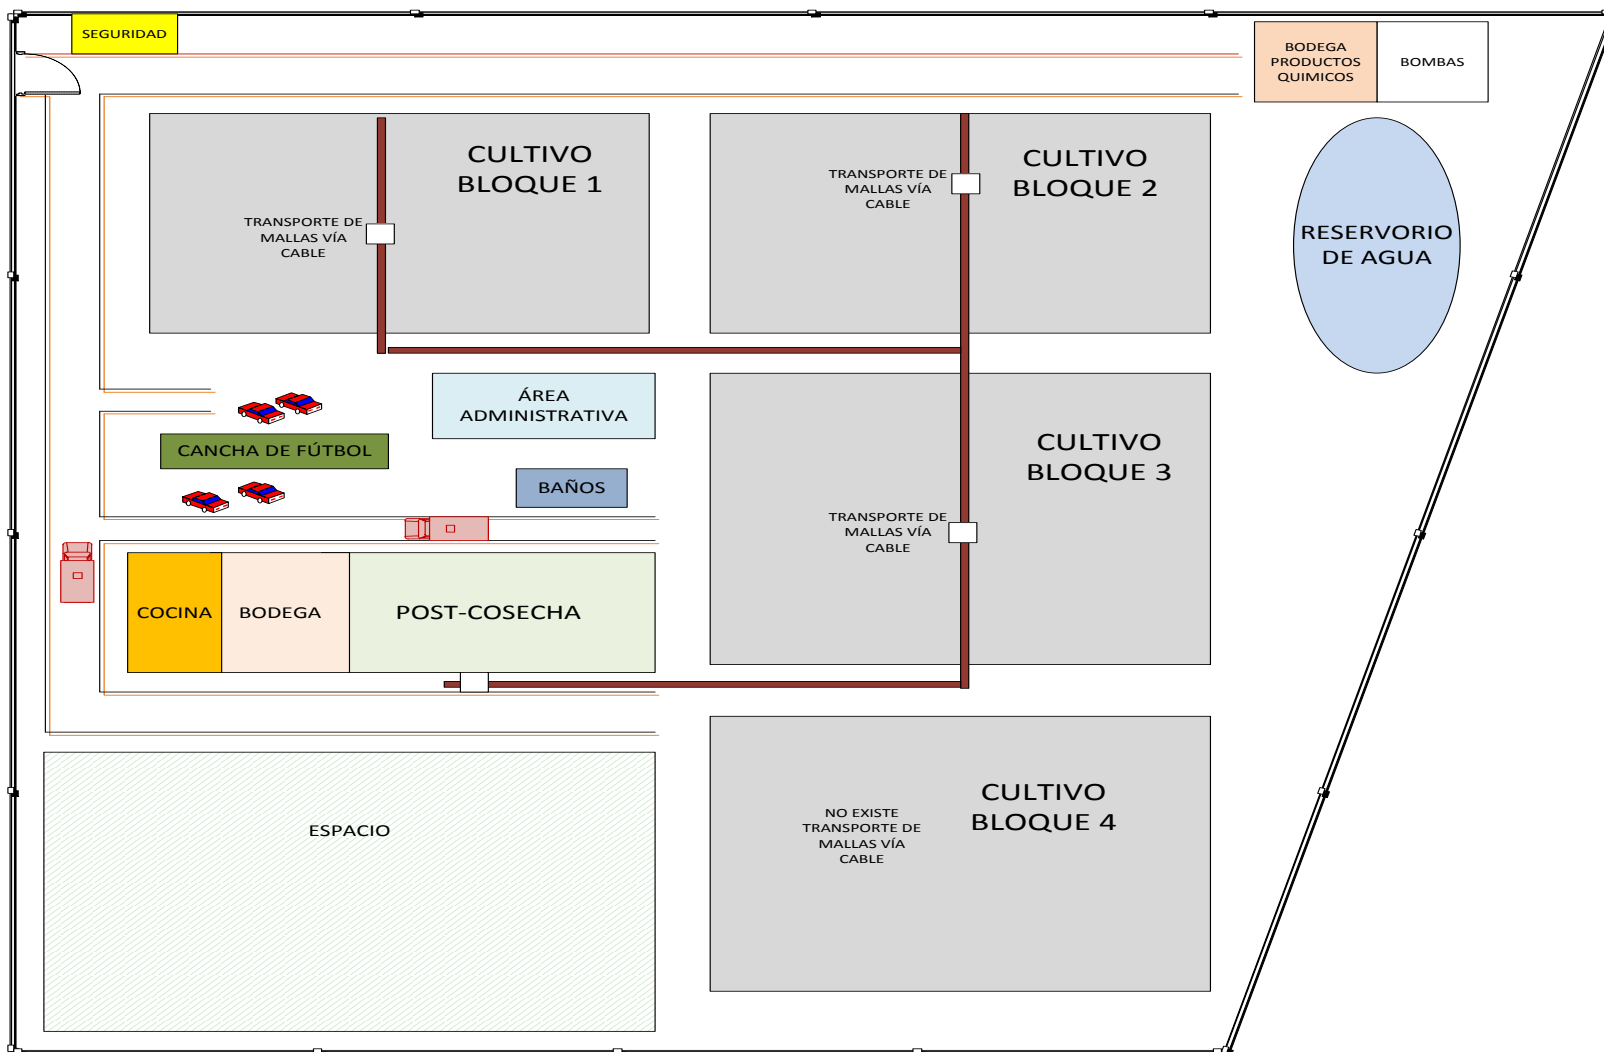 SEGURIDAD
BODEGA
PRODUCTOS
QUIMICOS
BOMBAS
CULTIVO
BLOQUE 1
TRANSPORTE DE
MALLAS VÍA
CABLE
CULTIVO
BLOQUE 2
TRANSPORTE DE
MALLAS VÍA
CABLE
RESERVORIO
DE AGUA
ÁREA
ADMINISTRATIVA
CANCHA DE FÚTBOL
BAÑOS
CULTIVO
BLOQUE 3
TRANSPORTE DE
MALLAS VÍA
CABLE
COCINA
BODEGA
POST-COSECHA
ESPACIO
CULTIVO
BLOQUE 4
NO EXISTE
TRANSPORTE DE
MALLAS VÍA
CABLE